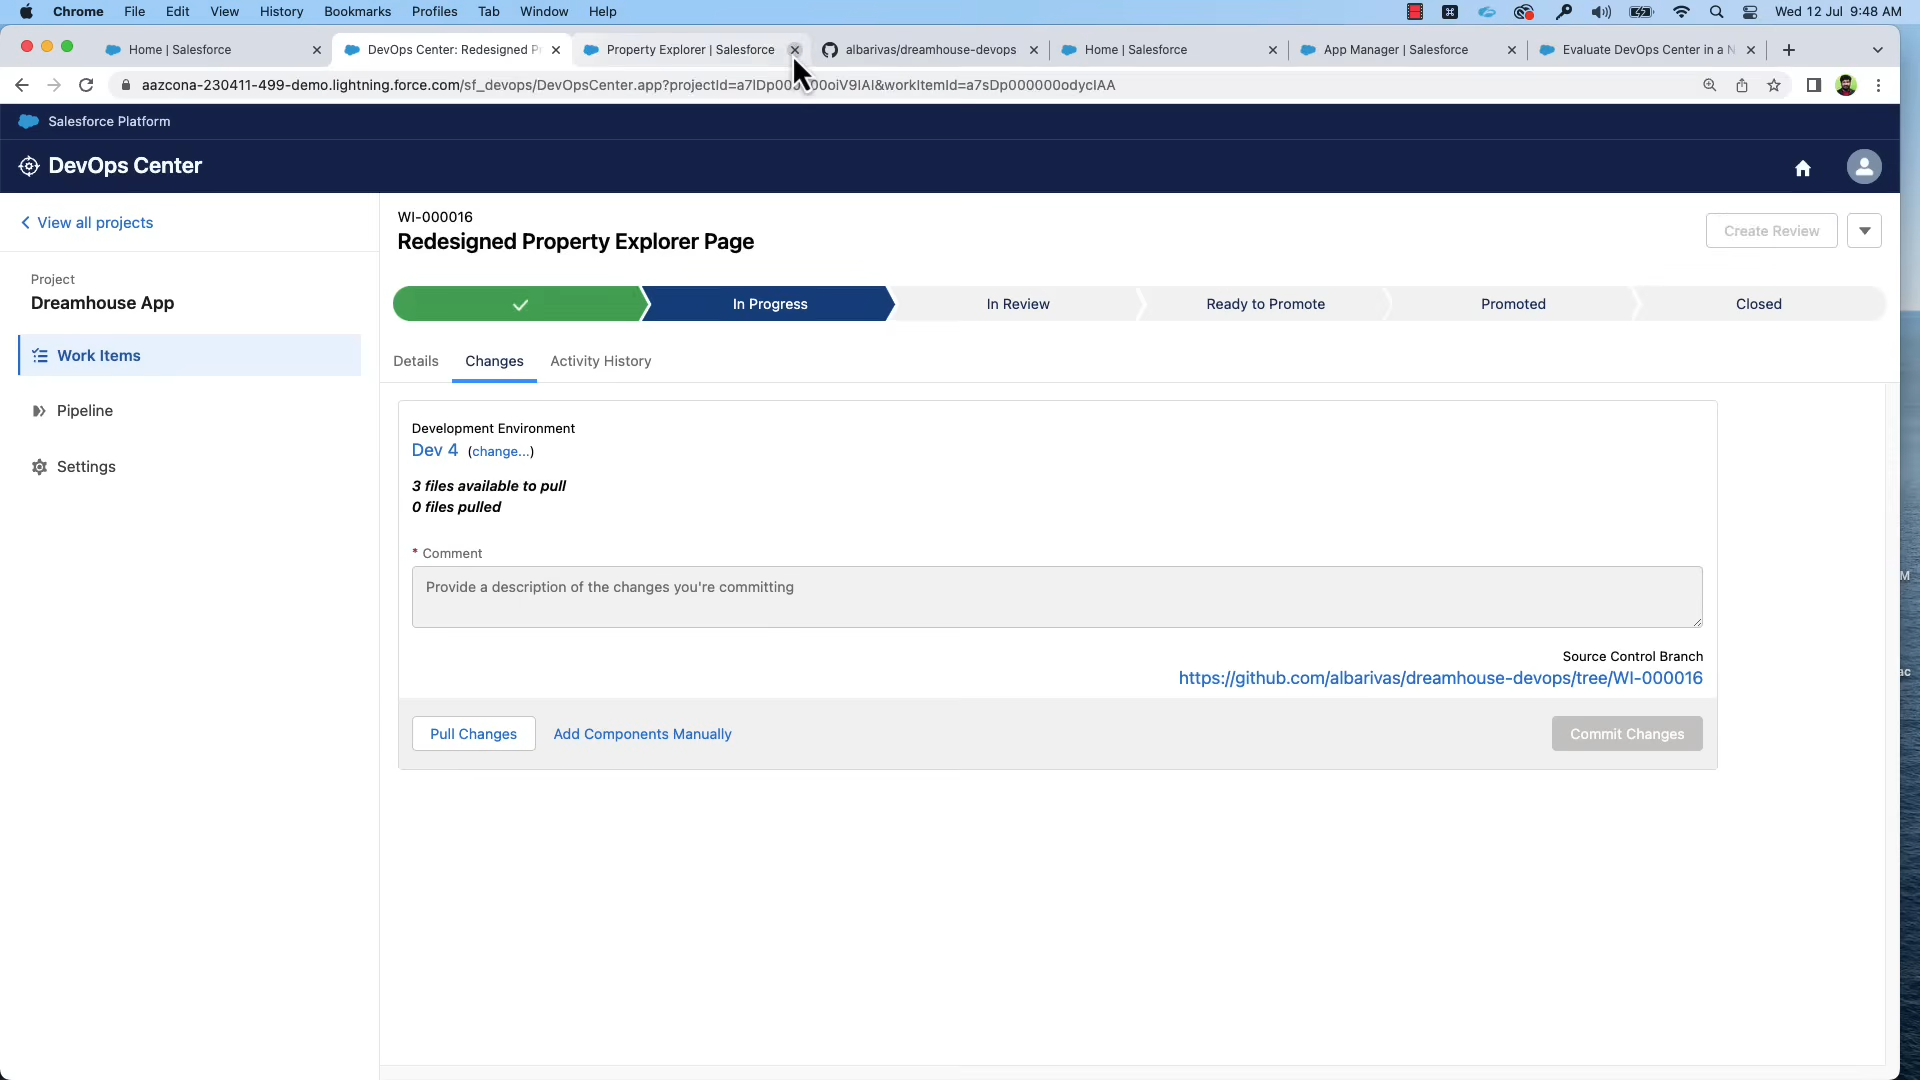 Chrome File Edit View History Bookmarks Profiles Tab Window Help Wed 12 Jul 9:48 AM
Home | Salesforce DevOps Center: Redesigned P Property Explorer | Salesforce albarivas/dreamhouse-devops Home | Salesforce App Manager | Salesforce Evaluate DevOps Center in a N
Salesforce Platform
DevOps Center
View all projects
Project
Dreamhouse App
Work Items
Pipeline
Settings
WI-000016
Redesigned Property Explorer Page
Create Review
In Progress In Review Ready to Promote Promoted Closed
Details Changes Activity History
Development Environment
Dev 4 (change...)
3 files available to pull
0 files pulled
* Comment
Provide a description of the changes you're committing
Source Control Branch
https://github.com/albarivas/dreamhouse-devops/tree/WI-000016
Pull Changes Add Components Manually Commit Changes